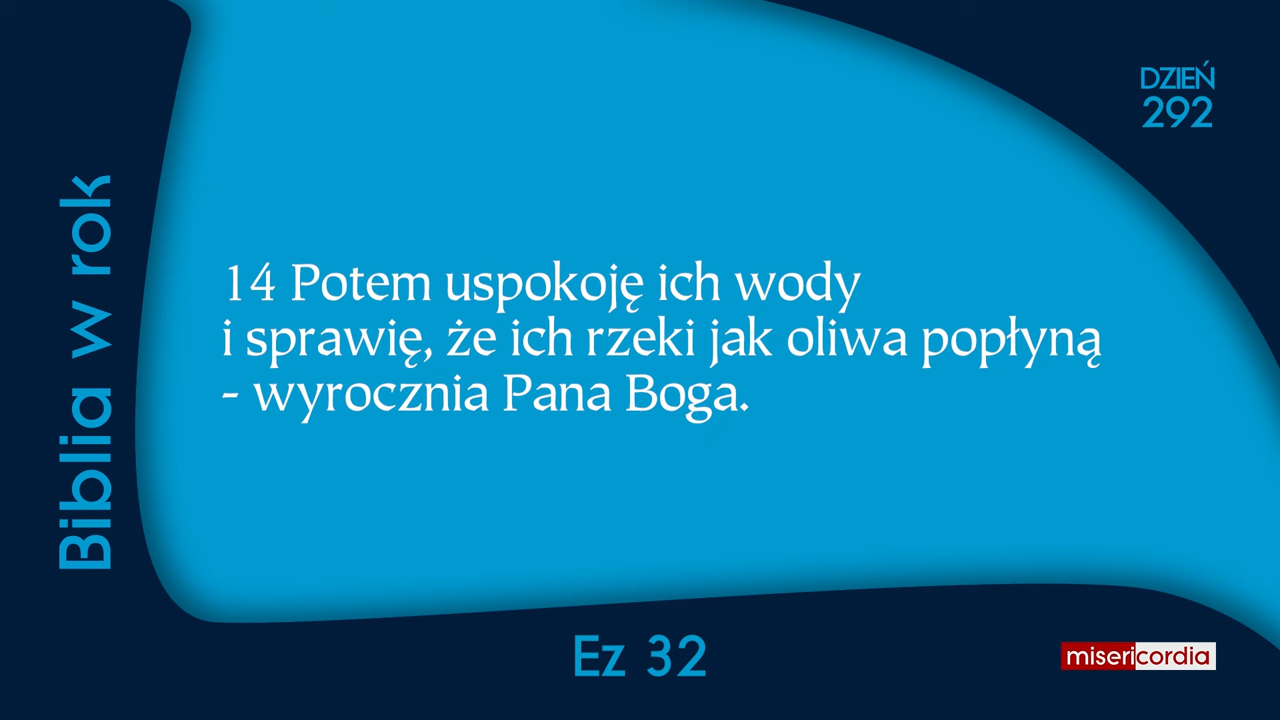 DZIEŃ
292
Biblia w rok
14 Potem uspokoję ich wody
i sprawię, że ich rzeki jak oliwa popłyną
- wyrocznia Pana Boga.
Ez 32
misericordia